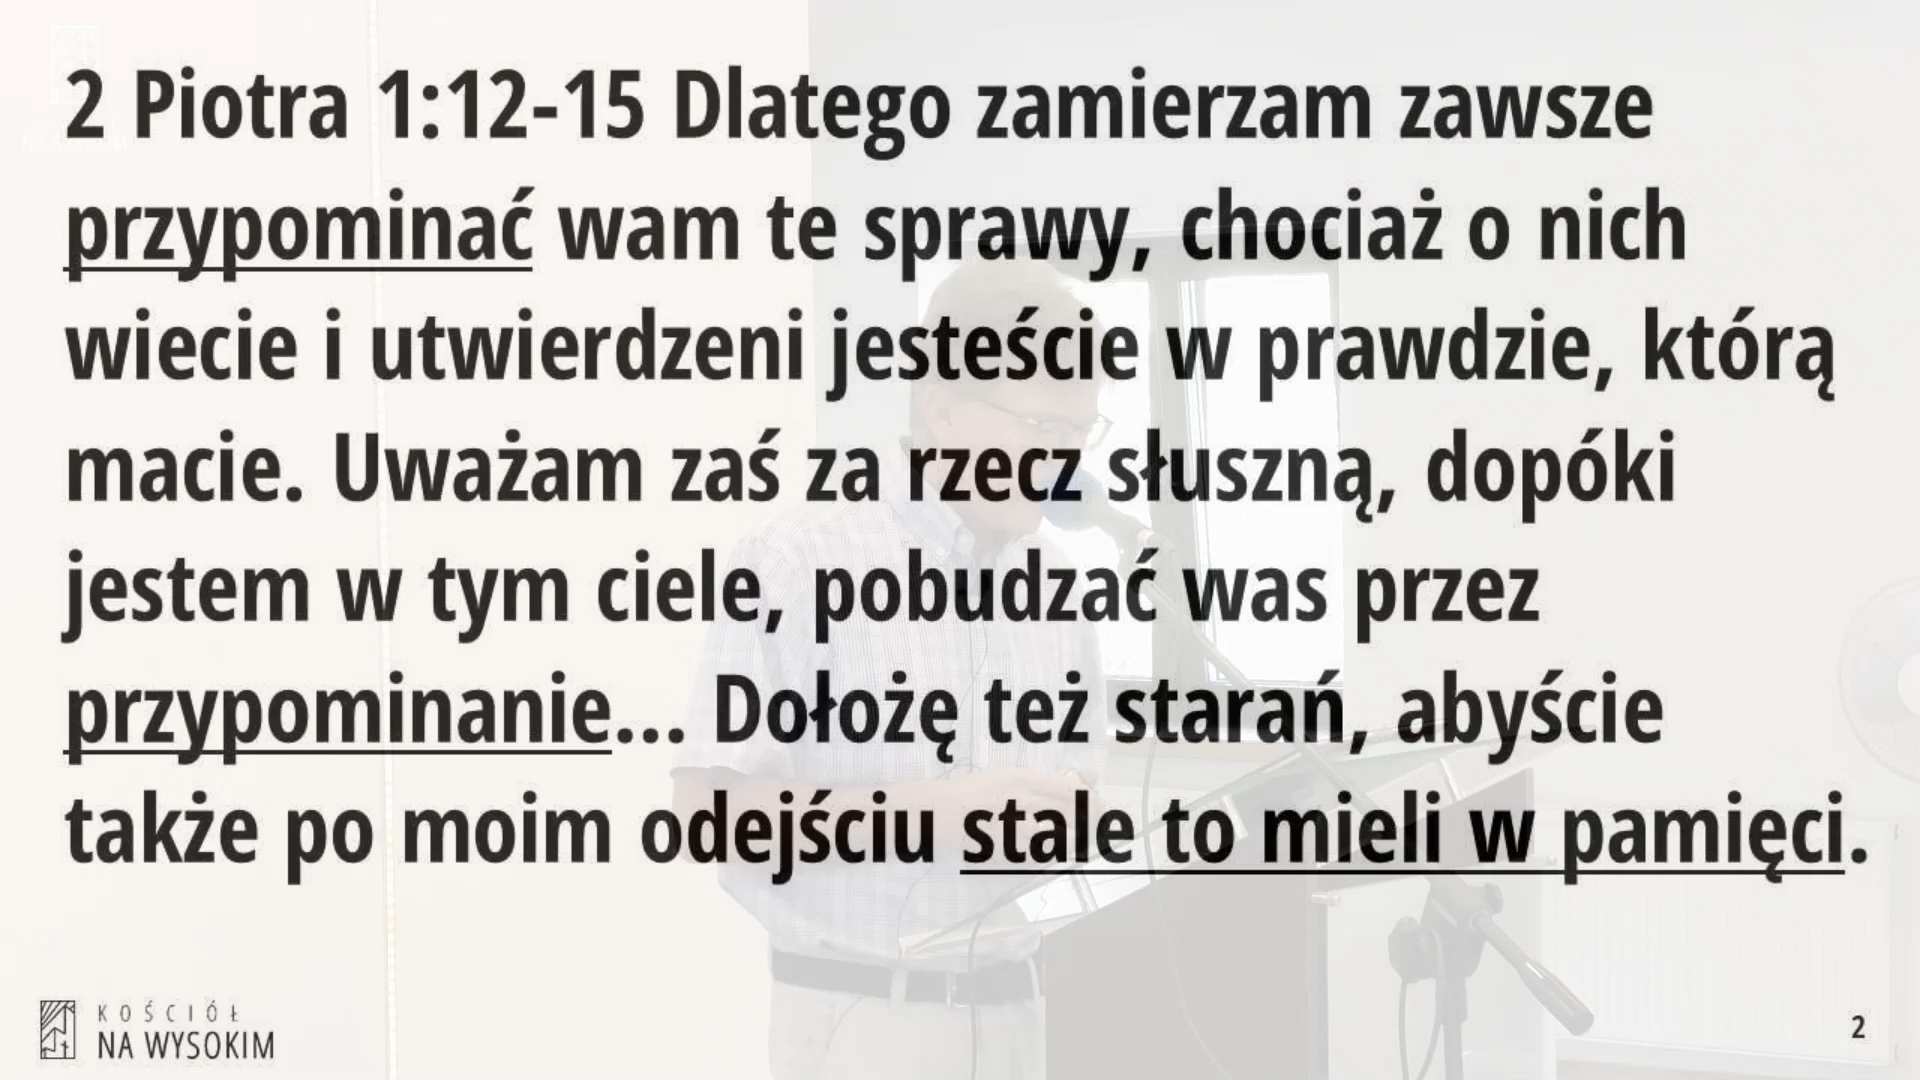 2 Piotra 1:12-15 Dlatego zamierzam zawsze
przypominać wam te sprawy, chociaż o nich
wiecie i utwierdzeni jesteście w prawdzie, którą
macie. Uważam zaś za rzecz słuszną, dopóki
jestem w tym ciele, pobudzać was przez
przypominanie... Dołożę też starań, abyście
także po moim odejściu stale to mieli w pamięci.
KOŚCIÓŁ
NA WYSOKIM
2